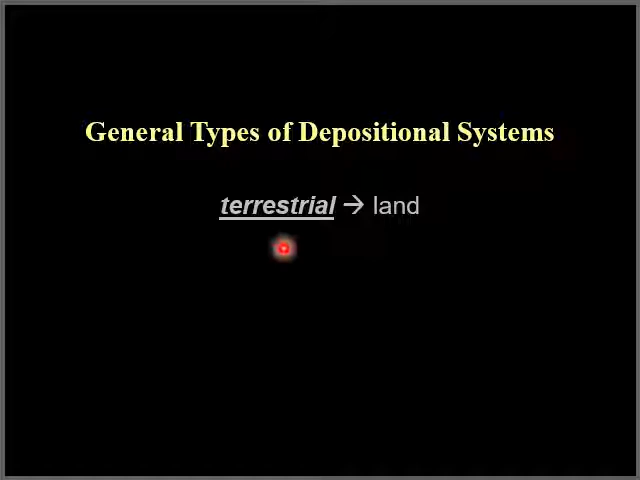 General Types of Depositional Systems
terrestrial → land